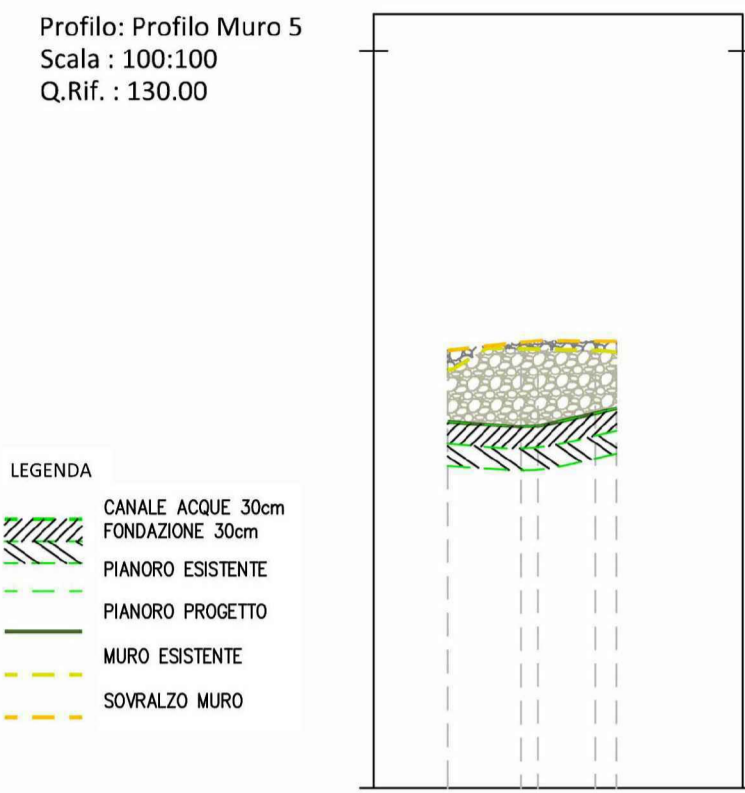 Profilo: Profilo Muro 5
Scala : 100:100
Q.Rif. : 130.00
LEGENDA
CANALE ACQUE 30cm
FONDAZIONE 30cm
PIANORO ESISTENTE
PIANORO PROGETTO
MURO ESISTENTE
SOVRALZO MURO